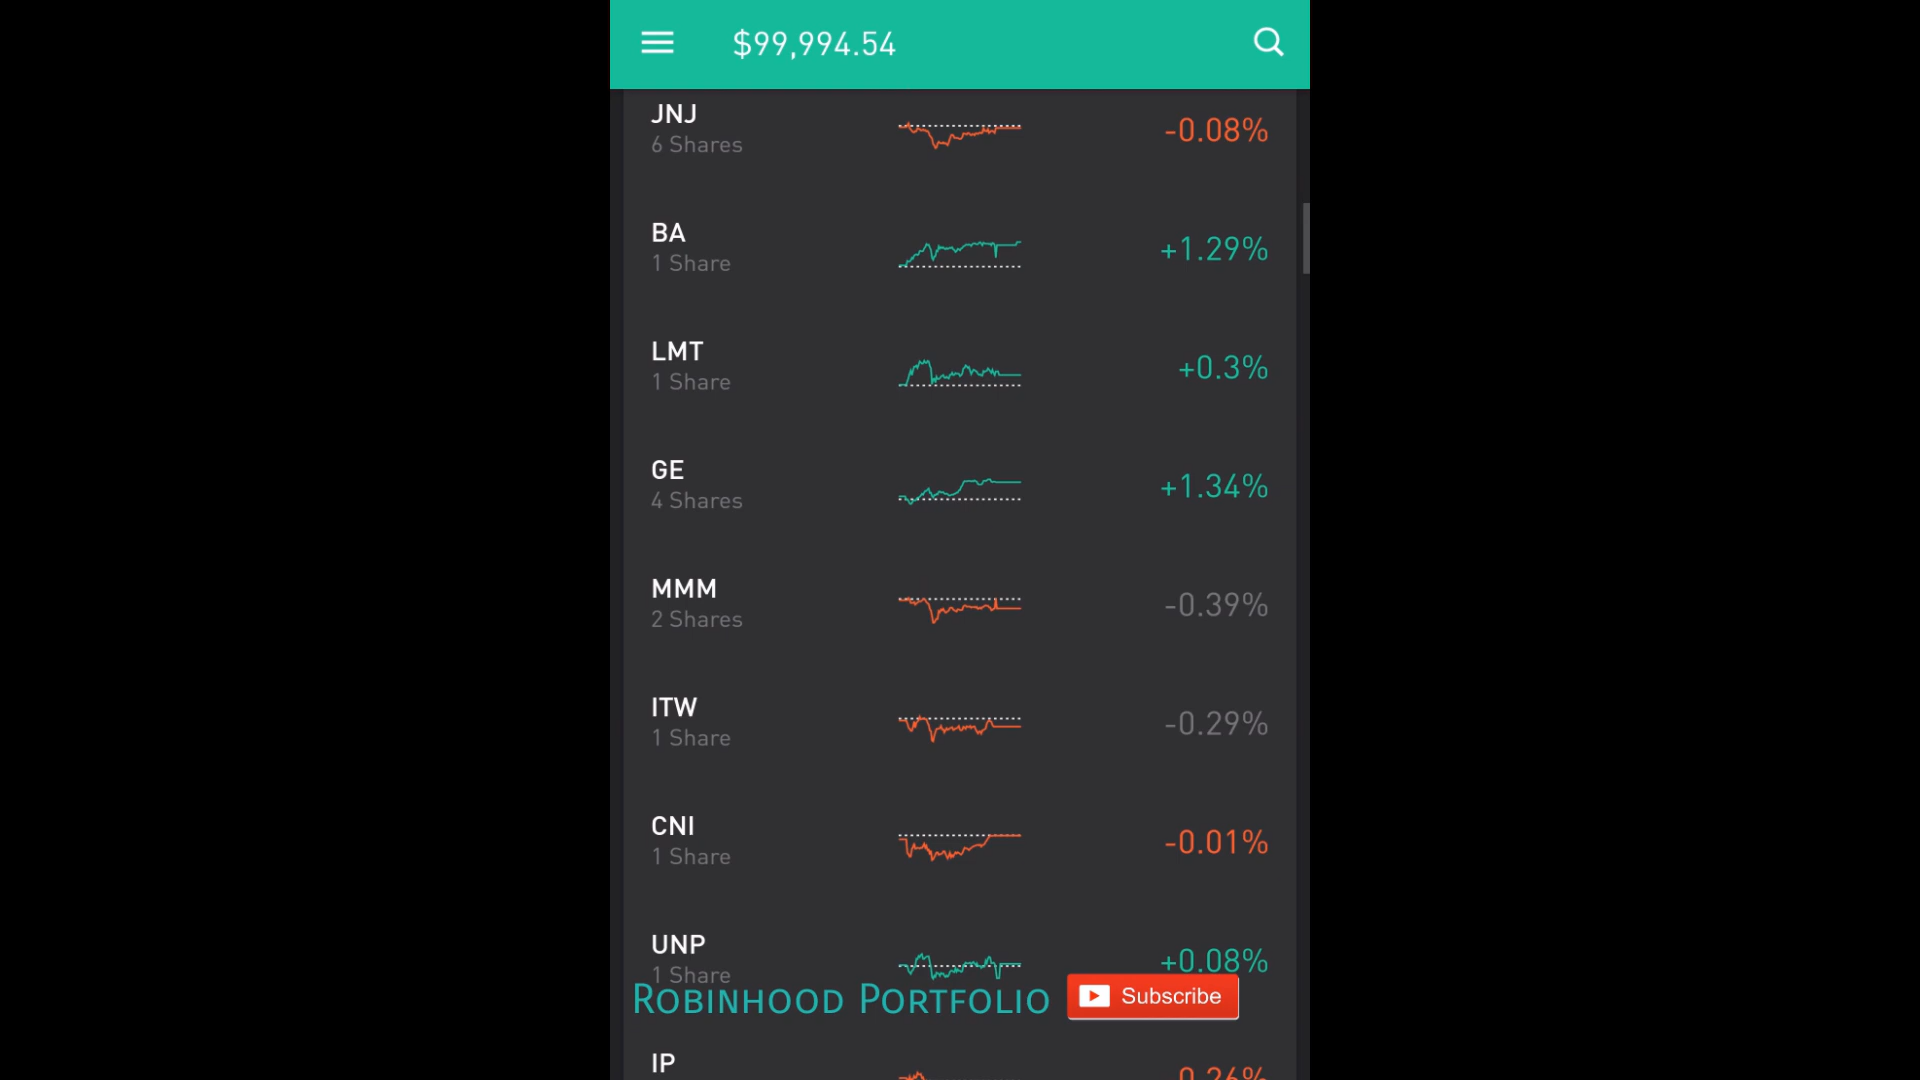 $99,994.54
JNJ
6 Shares
-0.08%
BA
1 Share
+1.29%
LMT
1 Share
+0.3%
GE
4 Shares
+1.34%
MMM
2 Shares
-0.39%
ITW
1 Share
-0.29%
CNI
1 Share
-0.01%
UNP
1 Share
+0.08%
Robinhood Portfolio
Subscribe
IP